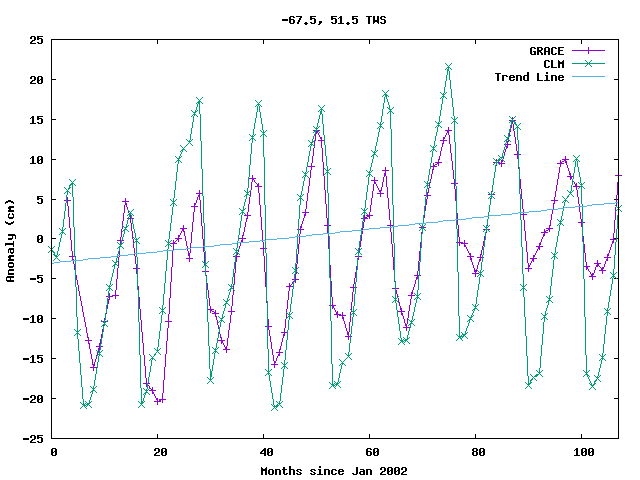 -67.5, 51.5 TWS
GRACE
CLM
Trend Line
25
20
15
10
5
0
-5
-10
-15
-20
-25
Anomaly (cm)
0 20 40 60 80 100
Months since Jan 2002